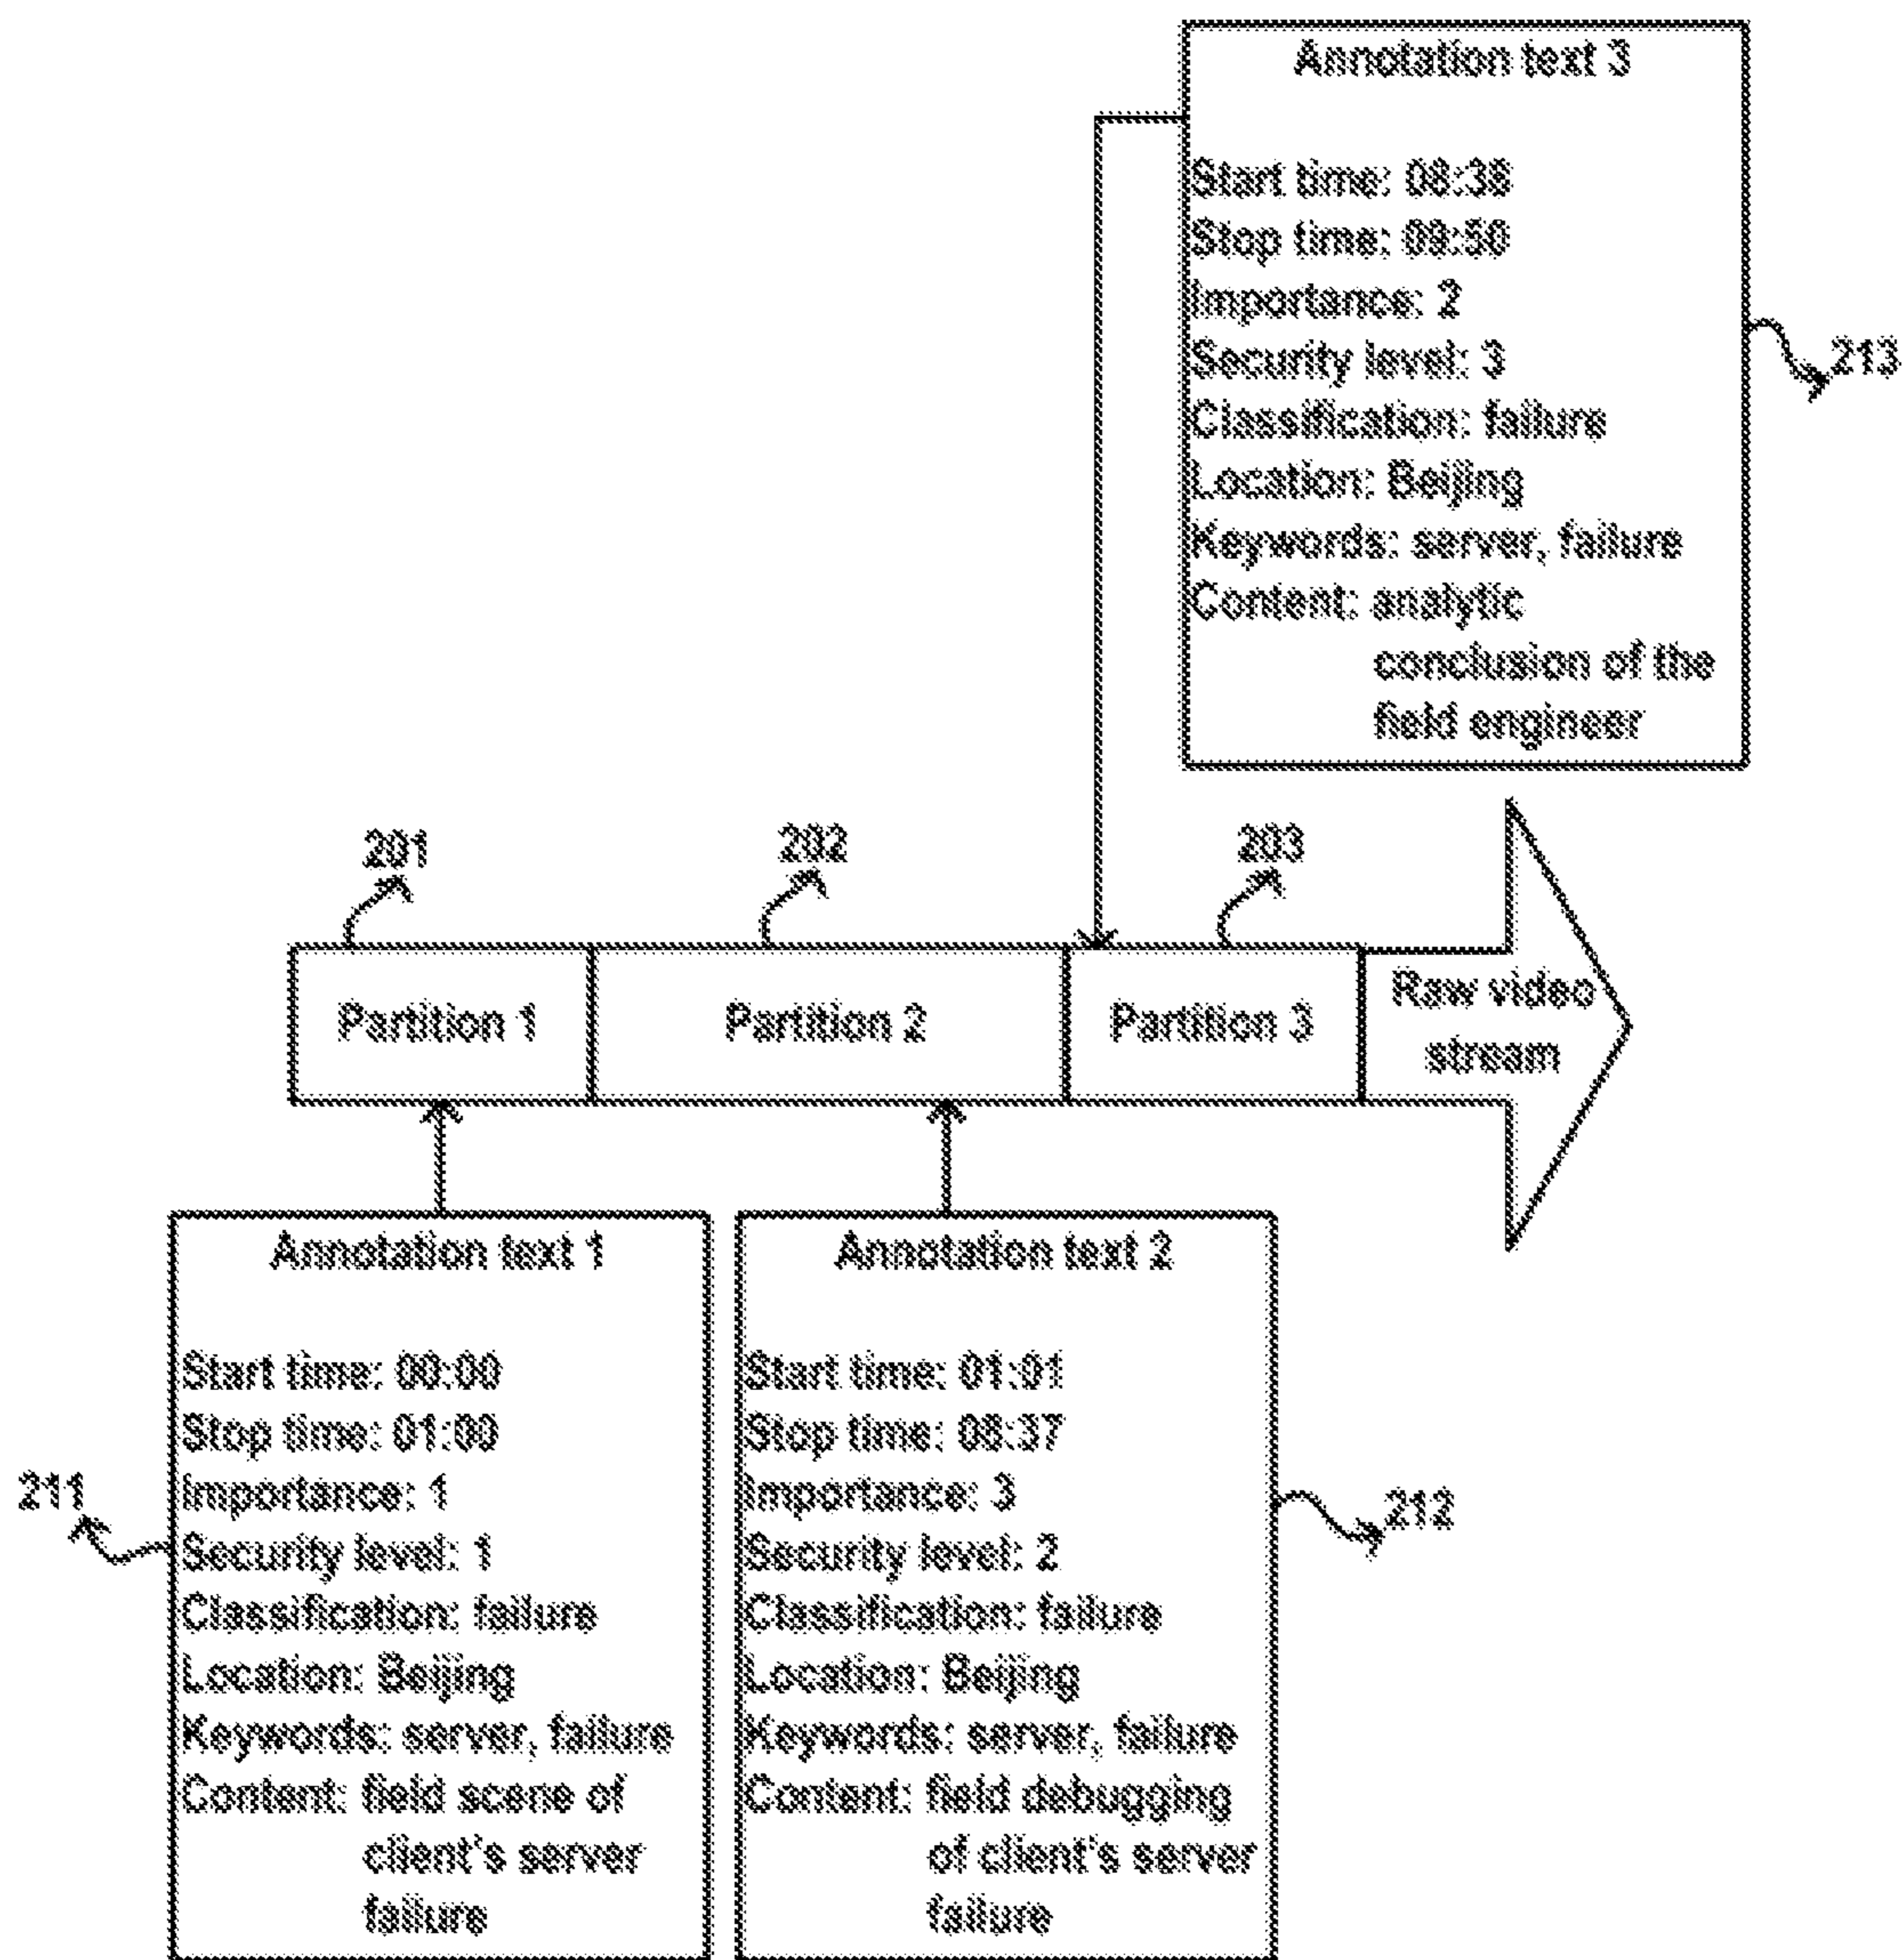 Annotation text 3
Start time: 08:38
Stop time: 09:50
Importance: 2
Security level: 3
Classification: failure
Location: Beijing
Keywords: server, failure
Content: analytic
conclusion of the
field engineer
213
201
202
203
Partition 1
Partition 2
Partition 3
Raw video
stream
Annotation text 1
Start time: 00:00
Stop time: 01:00
Importance: 1
Security level: 1
Classification: failure
Location: Beijing
Keywords: server, failure
Content: field scene of
client's server
failure
211
Annotation text 2
Start time: 01:01
Stop time: 08:37
Importance: 3
Security level: 2
Classification: failure
Location: Beijing
Keywords: server, failure
Content: field debugging
of client's server
failure
212